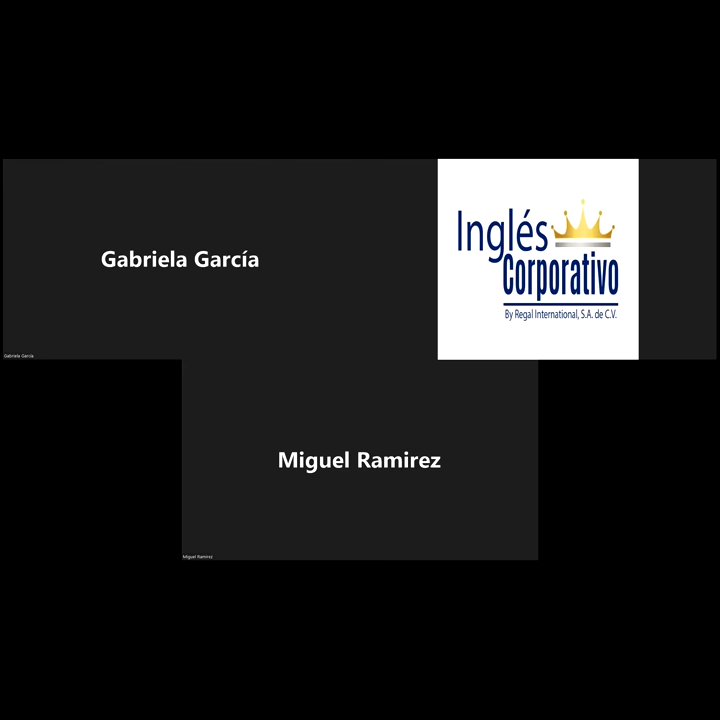 Gabriela García
Inglés
Corporativo
By Regal International, S.A. de C.V.
Gabriela García
Miguel Ramirez
Miguel Ramirez